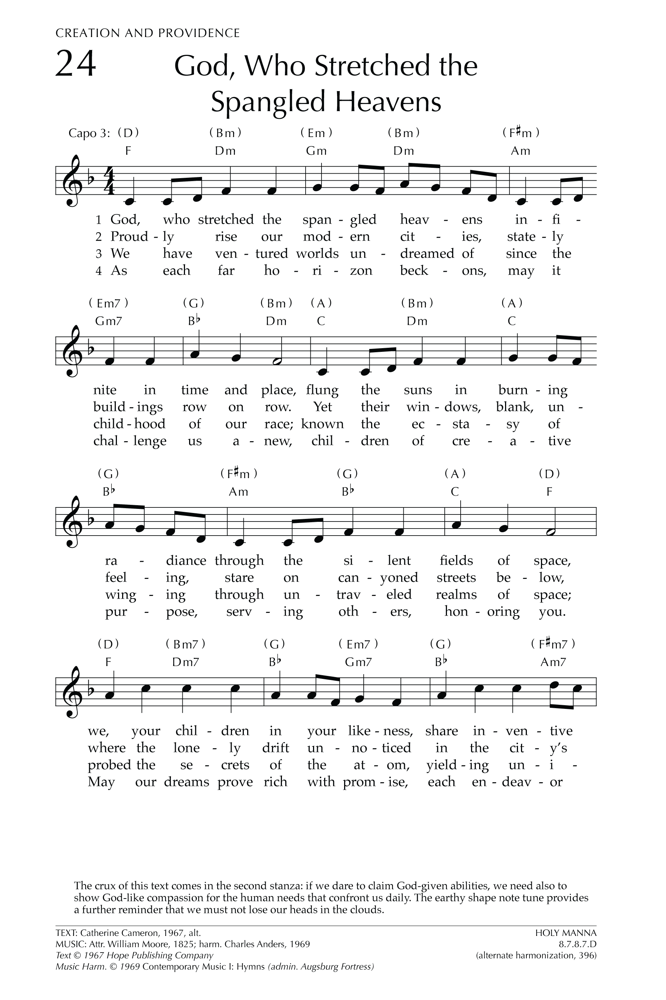 CREATION AND PROVIDENCE
24 God, Who Stretched the
Spangled Heavens
Capo 3: (D) (Bm) (Em) (Bm) (F♯m)
F Dm Gm Dm Am
1 God, who stretched the span - gled heav - ens in - fi -
2 Proud - ly rise our mod - ern cit - ies, state - ly
3 We have ven - tured worlds un - dreamed of since the
4 As each far ho - ri - zon beck - ons, may it
(Em7) (G) (Bm) (A) (Bm) (A)
Gm7 B♭ Dm C Dm C
nite in time and place, flung the suns in burn - ing
build - ings row on row. Yet their win - dows, blank, un -
child - hood of our race; known the ec - sta - sy of
chal - lenge us a - new, chil - dren of cre - a - tive
(G) (F♯m) (G) (A) (D)
B♭ Am B♭ C F
ra - diance through the si - lent fields of space,
feel - ing, stare on can - yoned streets be - low,
wing - ing through un - trav - eled realms of space;
pur - pose, serv - ing oth - ers, hon - oring you.
(D) (Bm7) (G) (Em7) (G) (F♯m7)
F Dm7 B♭ Gm7 B♭ Am7
we, your chil - dren in your like - ness, share in - ven - tive
where the lone - ly drift un - no - ticed in the cit - y's
probed the se - crets of the at - om, yield - ing un - i -
May our dreams prove rich with prom - ise, each en - deav - or
The crux of this text comes in the second stanza: if we dare to claim God-given abilities, we need also to
show God-like compassion for the human needs that confront us daily. The earthy shape note tune provides
a further reminder that we must not lose our heads in the clouds.
TEXT: Catherine Cameron, 1967, alt. HOLY MANNA
MUSIC: Attr. William Moore, 1825; harm. Charles Anders, 1969 8.7.8.7.D
Text © 1967 Hope Publishing Company (alternate harmonization, 396)
Music Harm. © 1969 Contemporary Music I: Hymns (admin. Augsburg Fortress)